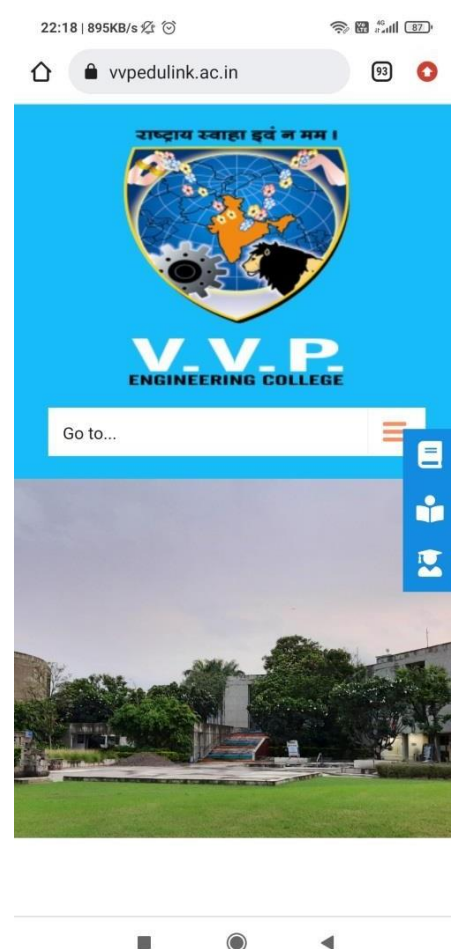 22:18 | 895KB/s
4G
87
vvpedulink.ac.in
93
राष्ट्राय स्वाहा इदं न मम।
V.V.P.
ENGINEERING COLLEGE
Go to...